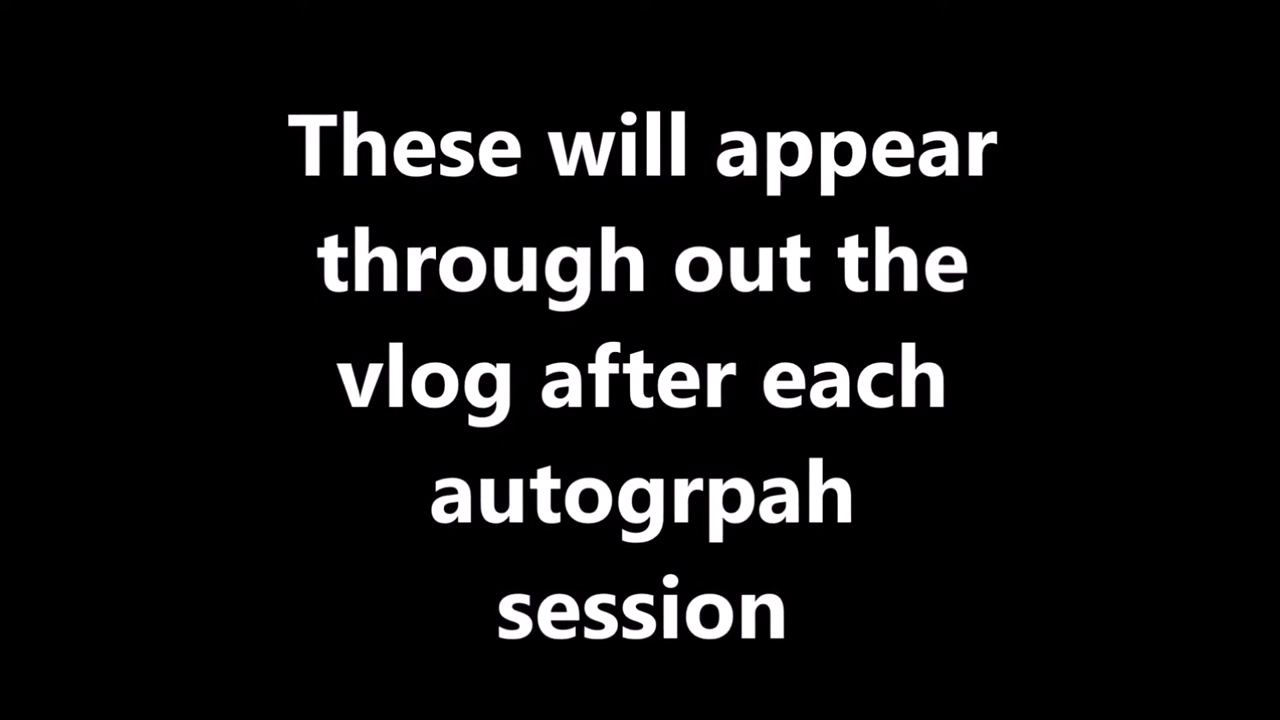 These will appear
through out the
vlog after each
autogrpah
session